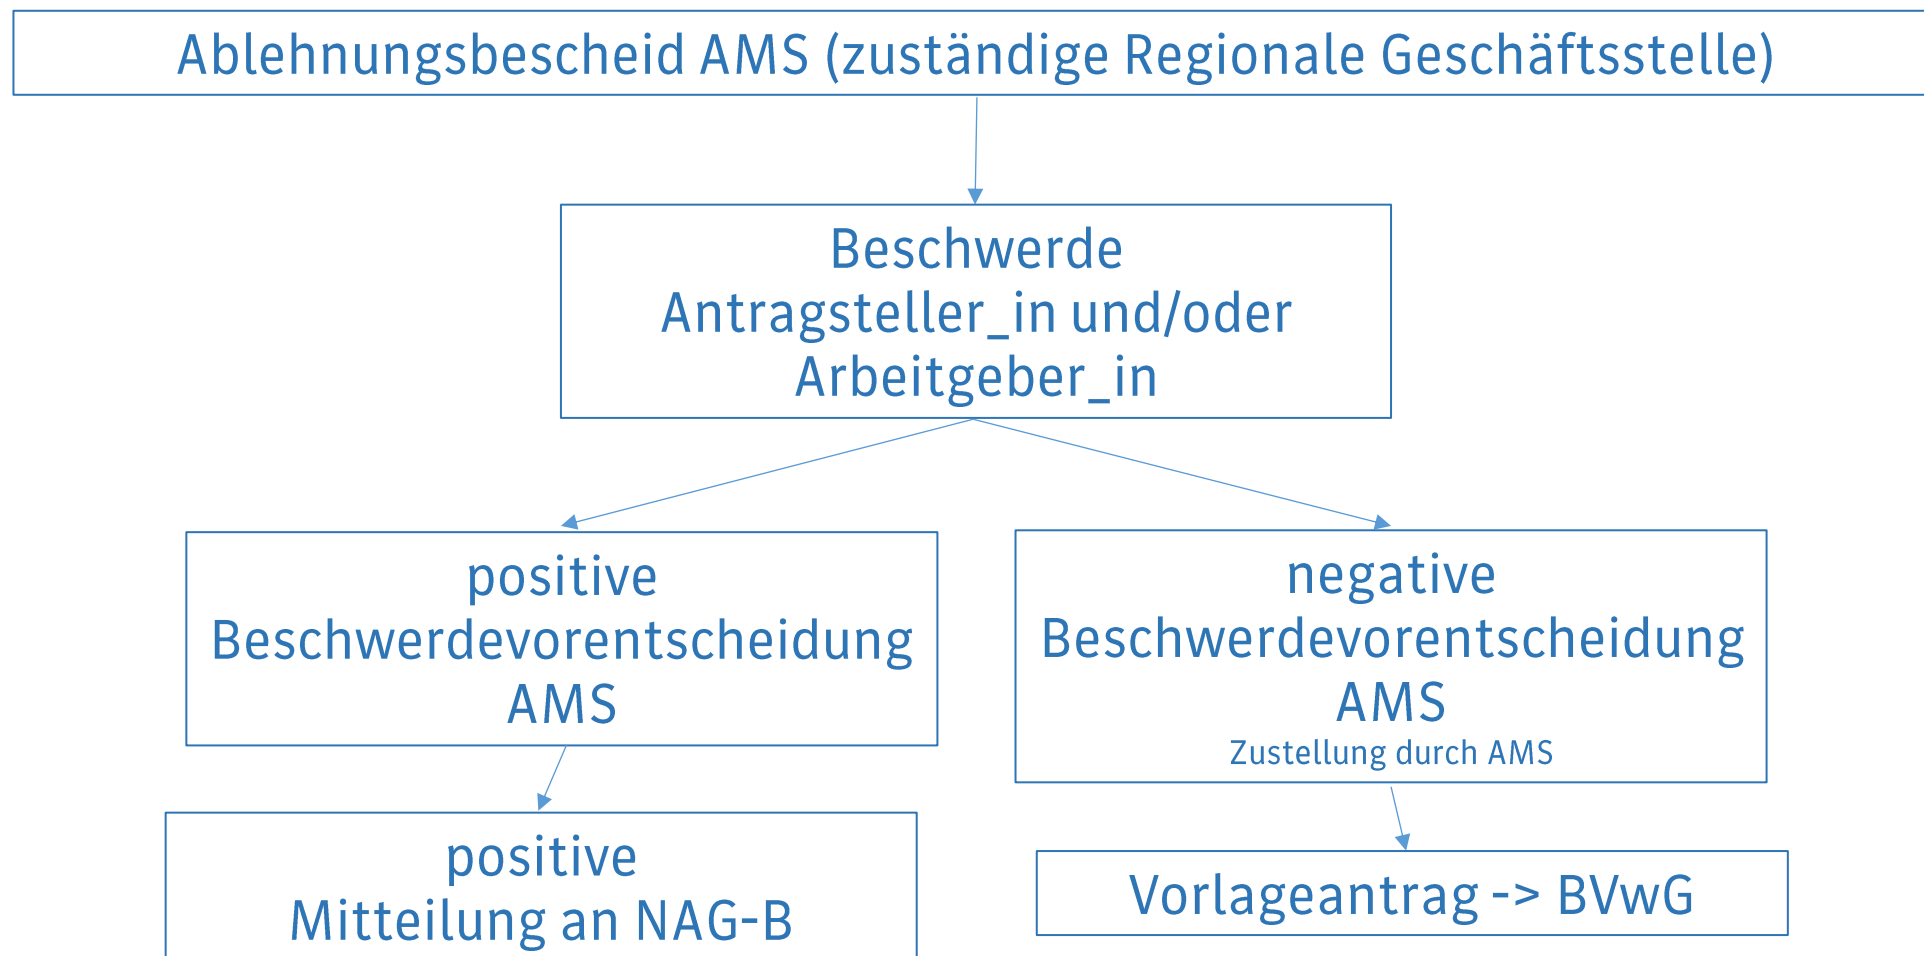 Ablehnungsbescheid AMS (zuständige Regionale Geschäftsstelle)
Beschwerde
Antragsteller_in und/oder
Arbeitgeber_in
positive
Beschwerdevorentscheidung
AMS
negative
Beschwerdevorentscheidung
AMS
Zustellung durch AMS
positive
Mitteilung an NAG-B
Vorlageantrag -> BVwG